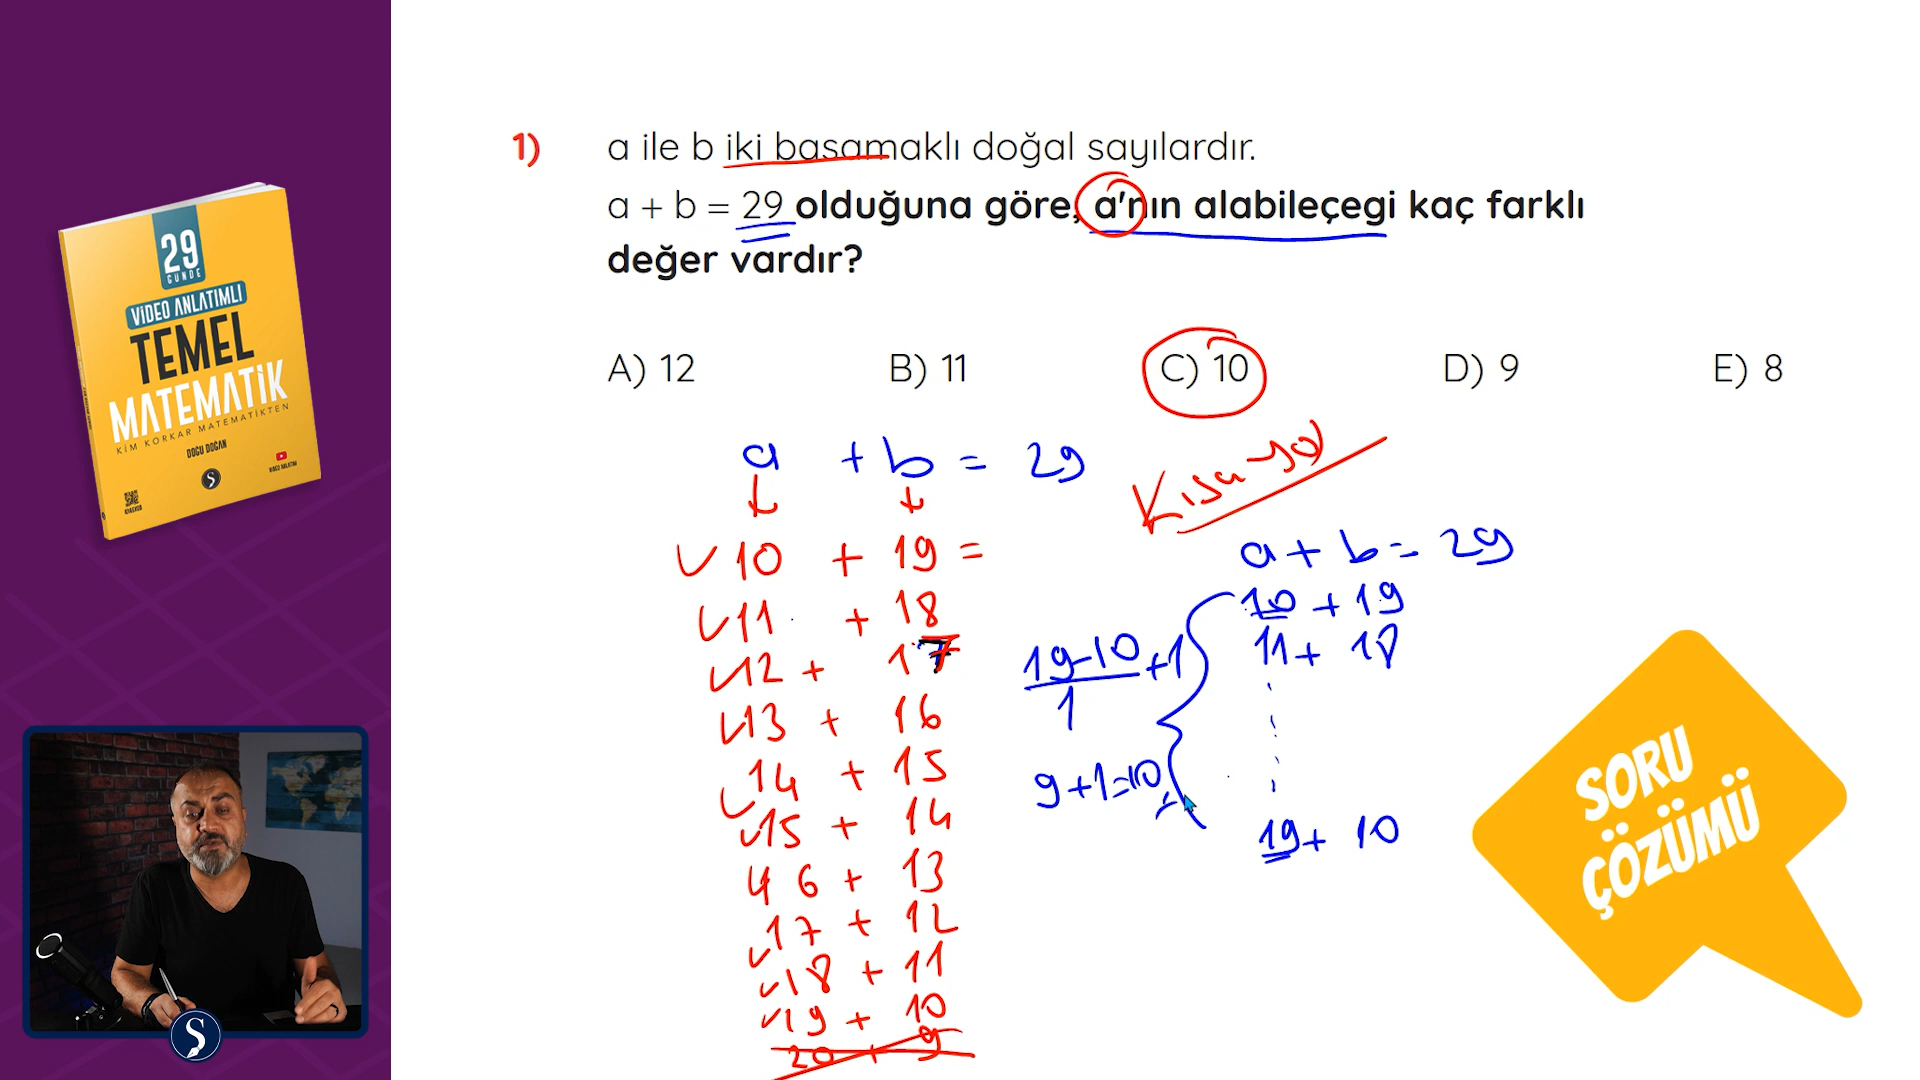 1) a ile b iki basamaklı doğal sayılardır.
a + b = 29 olduğuna göre, a'nın alabileçegi kaç farklı
değer vardır?
A) 12 B) 11 C) 10 D) 9 E) 8
a + b = 29
Kısa yol
10 + 19 =
11 + 18
12 + 17
13 + 16
14 + 15
15 + 14
16 + 13
17 + 12
18 + 11
19 + 10
20 + 9
a + b = 29
10 + 19
11 + 18
19 + 10
19-10 +1
1
9+1=10
29
GÜNDE
VİDEO ANLATIMLI
TEMEL
MATEMATİK
KİM KORKAR MATEMATİKTEN
DOĞU DOĞAN
S
SORU
ÇÖZÜMÜ